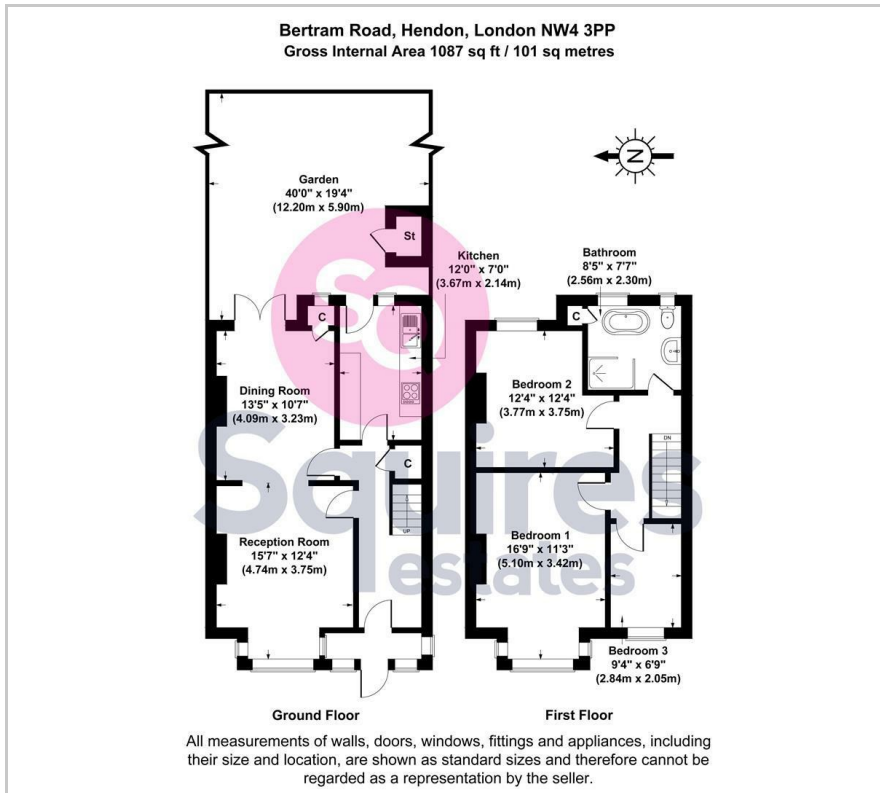 Bertram Road, Hendon, London NW4 3PP
Gross Internal Area 1087 sq ft / 101 sq metres
N
Garden
40'0" x 19'4"
(12.20m x 5.90m)
St
Kitchen
12'0" x 7'0"
(3.67m x 2.14m)
Bathroom
8'5" x 7'7"
(2.56m x 2.30m)
SQ
C
C
Dining Room
13'5" x 10'7"
(4.09m x 3.23m)
Bedroom 2
12'4" x 12'4"
(3.77m x 3.75m)
DN
C
Squires
estates
UP
Reception Room
15'7" x 12'4"
(4.74m x 3.75m)
Bedroom 1
16'9" x 11'3"
(5.10m x 3.42m)
Bedroom 3
9'4" x 6'9"
(2.84m x 2.05m)
Ground Floor
First Floor
All measurements of walls, doors, windows, fittings and appliances, including
their size and location, are shown as standard sizes and therefore cannot be
regarded as a representation by the seller.